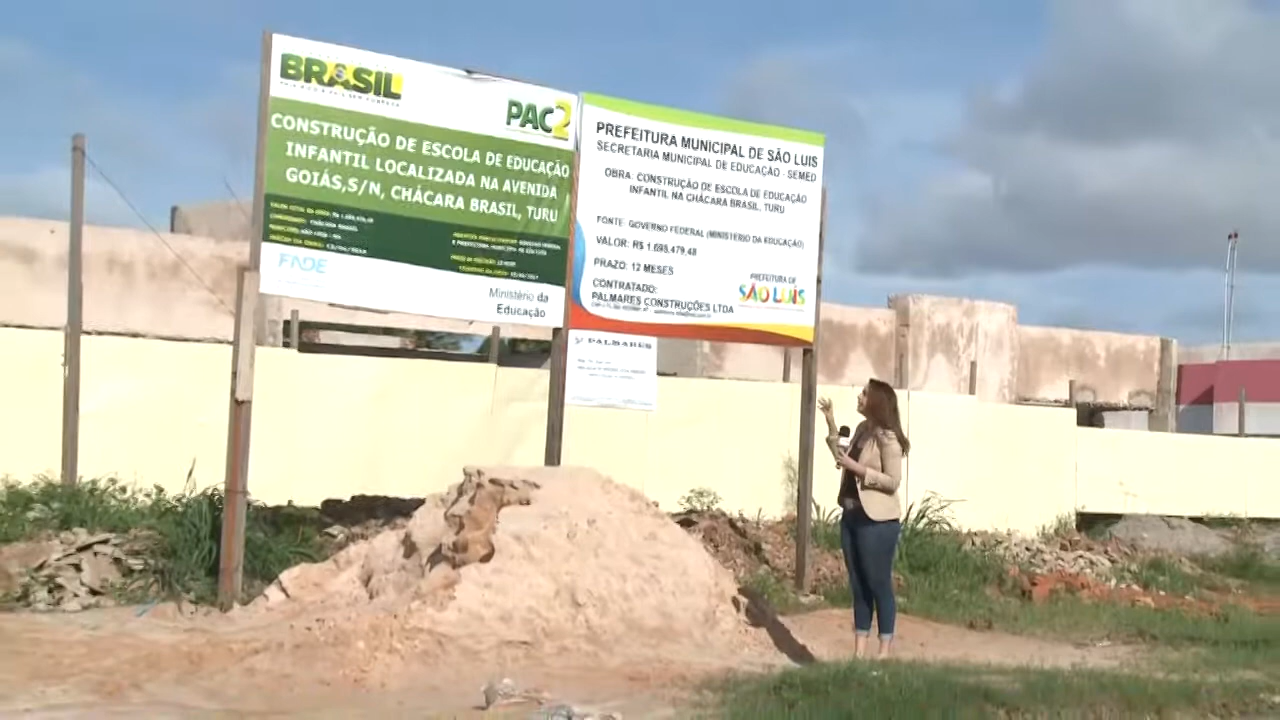 BRASIL
PAC2
CONSTRUÇÃO DE ESCOLA DE EDUCAÇÃO
INFANTIL LOCALIZADA NA AVENIDA
GOIÁS,S/N, CHÁCARA BRASIL, TURU
FNDE
Ministério da
Educação
PREFEITURA MUNICIPAL DE SÃO LUIS
SECRETARIA MUNICIPAL DE EDUCAÇÃO - SEMED
OBRA: CONSTRUÇÃO DE ESCOLA DE EDUCAÇÃO
INFANTIL NA CHÁCARA BRASIL, TURU
FONTE: GOVERNO FEDERAL (MINISTÉRIO DA EDUCAÇÃO)
VALOR: R$ 1.698.479,48
PRAZO: 12 MESES
CONTRATADO:
PALMARES CONSTRUÇÕES LTDA
PREFEITURA DE
SÃO LUÍS
PALMARES